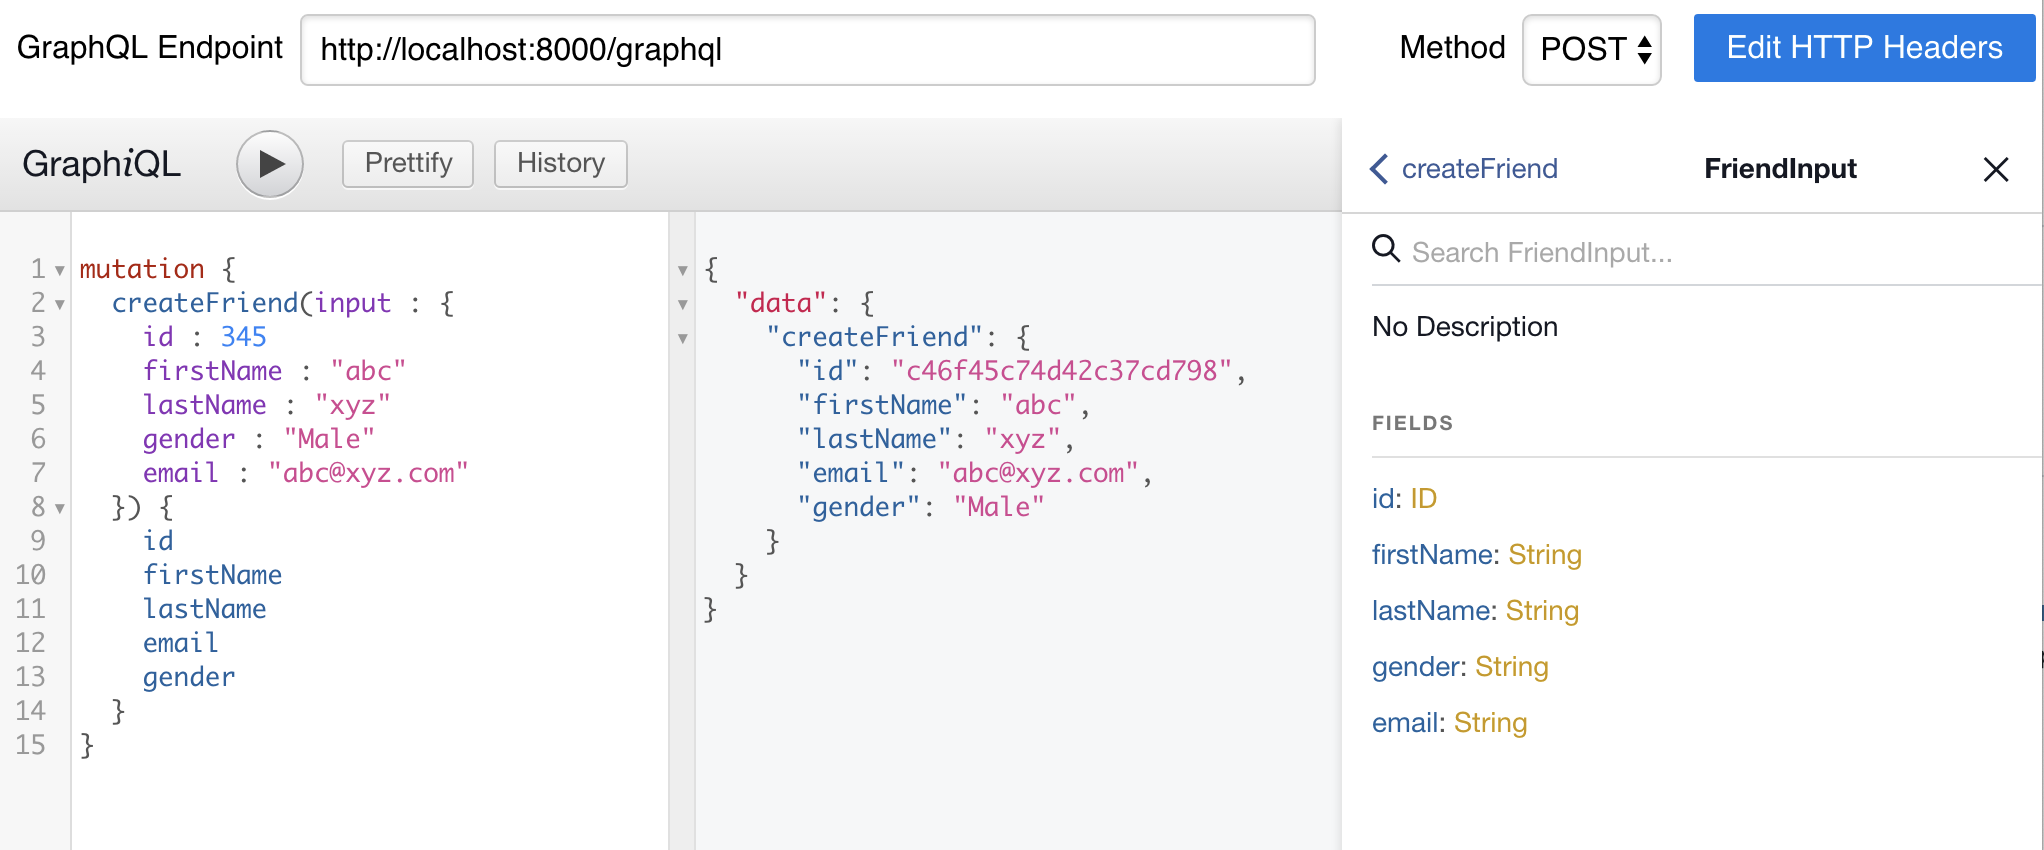 GraphQL Endpoint http://localhost:8000/graphql Method POST Edit HTTP Headers
GraphiQL Prettify History
1 mutation {
2 createFriend(input : {
3 id : 345
4 firstName : "abc"
5 lastName : "xyz"
6 gender : "Male"
7 email : "abc@xyz.com"
8 }) {
9 id
10 firstName
11 lastName
12 email
13 gender
14 }
15 }
{
"data": {
"createFriend": {
"id": "c46f45c74d42c37cd798",
"firstName": "abc",
"lastName": "xyz",
"email": "abc@xyz.com",
"gender": "Male"
}
}
}
createFriend FriendInput
Search FriendInput...
No Description
FIELDS
id: ID
firstName: String
lastName: String
gender: String
email: String